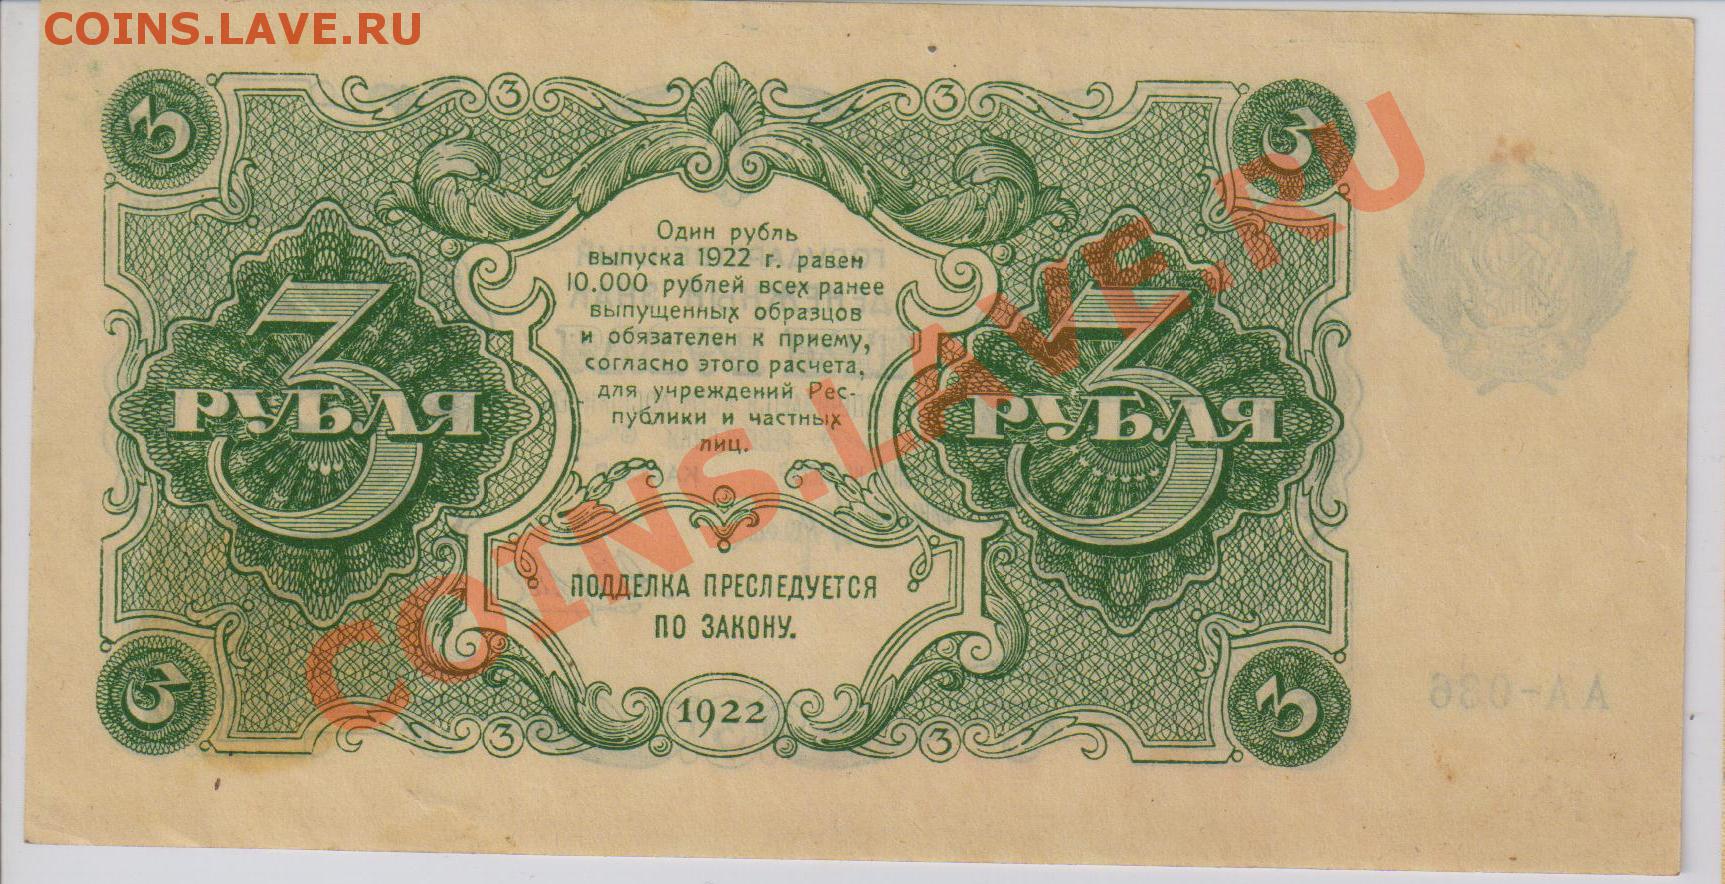 COINS.LAVE.RU
3 3 3 3
Один рубль
выпуска 1922 г. равен
10.000 рублей всех ранее
выпущенных образцов
и обязателен к приему,
согласно этого расчета,
для учреждений Рес-
публики и частных
лиц.
3 3
РУБЛЯ РУБЛЯ
COINS.LAVE.RU
ПОДДЕЛКА ПРЕСЛЕДУЕТСЯ
ПО ЗАКОНУ.
АА-036
3 3 1922 3 3